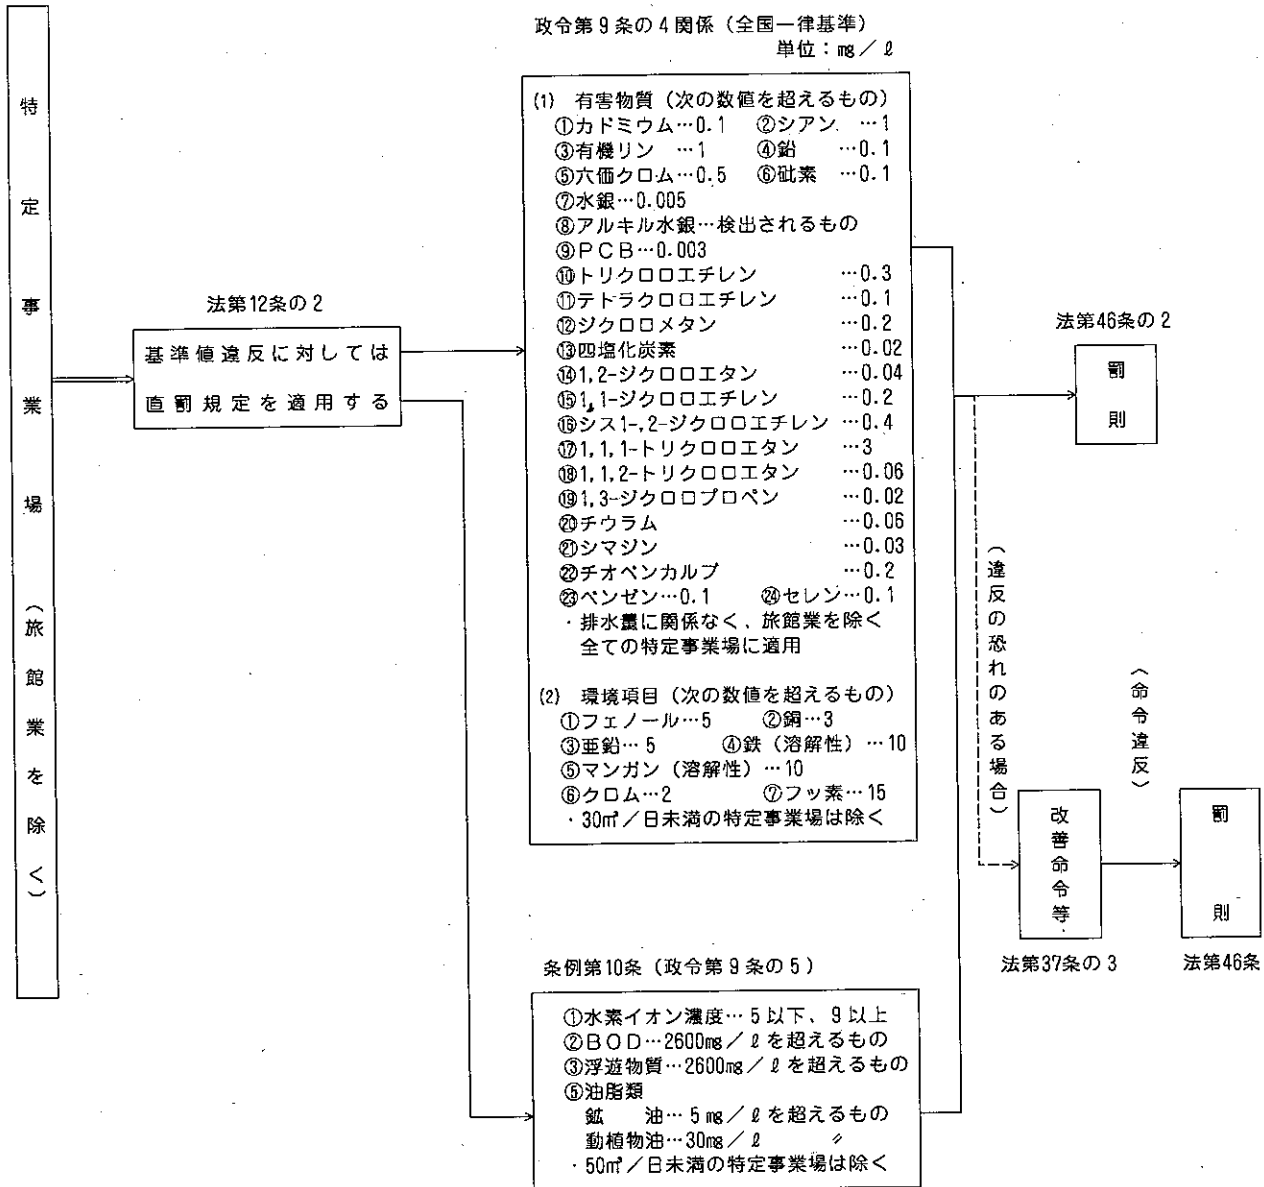 特定事業場（旅館業を除く）
法第12条の2
基準値違反に対しては
直罰規定を適用する
政令第9条の4関係（全国一律基準）
単位：㎎／ℓ
(1) 有害物質（次の数値を超えるもの）
①カドミウム…0.1 ②シアン …1
③有機リン …1 ④鉛 …0.1
⑤六価クロム…0.5 ⑥砒素 …0.1
⑦水銀…0.005
⑧アルキル水銀…検出されるもの
⑨PCB…0.003
⑩トリクロロエチレン …0.3
⑪テトラクロロエチレン …0.1
⑫ジクロロメタン …0.2
⑬四塩化炭素 …0.02
⑭1,2-ジクロロエタン …0.04
⑮1,1-ジクロロエチレン …0.2
⑯シス1-,2-ジクロロエチレン …0.4
⑰1,1,1-トリクロロエタン …3
⑱1,1,2-トリクロロエタン …0.06
⑲1,3-ジクロロプロペン …0.02
⑳チウラム …0.06
㉑シマジン …0.03
㉒チオベンカルブ …0.2
㉓ベンゼン…0.1 ㉔セレン…0.1
・排水量に関係なく、旅館業を除く
全ての特定事業場に適用
(2) 環境項目（次の数値を超えるもの）
①フェノール…5 ②銅…3
③亜鉛…5 ④鉄（溶解性）…10
⑤マンガン（溶解性）…10
⑥クロム…2 ⑦フッ素…15
・30㎥／日未満の特定事業場は除く
条例第10条（政令第9条の5）
①水素イオン濃度…5以下、9以上
②BOD…2600㎎／ℓを超えるもの
③浮遊物質…2600㎎／ℓを超えるもの
⑤油脂類
鉱 油…5㎎／ℓを超えるもの
動植物油…30㎎／ℓ 〃
・50㎥／日未満の特定事業場は除く
法第46条の2
罰則
（違反の恐れのある場合）
改善命令等
法第37条の3
（命令違反）
罰則
法第46条